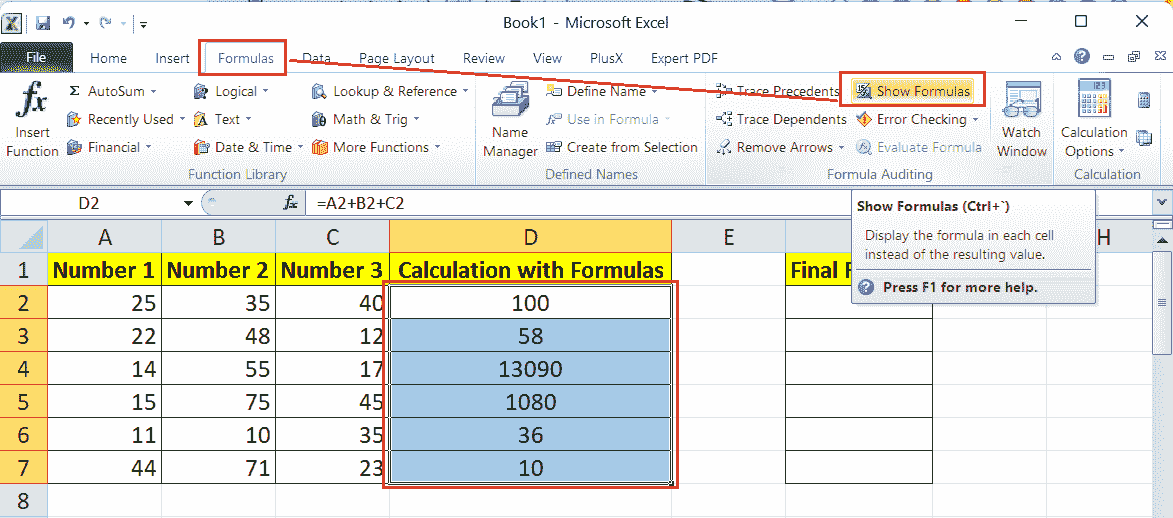 Book1 - Microsoft Excel
File Home Insert Formulas Data Page Layout Review View PlusX Expert PDF
fx Insert Function
Σ AutoSum
Recently Used
Financial
Logical
Text
Date & Time
Lookup & Reference
Math & Trig
More Functions
Function Library
Name Manager
Define Name
Use in Formula
Create from Selection
Defined Names
Trace Precedents
Trace Dependents
Remove Arrows
Show Formulas
Error Checking
Evaluate Formula
Formula Auditing
Watch Window
Calculation Options
Calculation
D2 fx =A2+B2+C2
Show Formulas (Ctrl+`)
Display the formula in each cell
instead of the resulting value.
Press F1 for more help.
A B C D E H
1 Number 1 Number 2 Number 3 Calculation with Formulas Final
2 25 35 40 100
3 22 48 12 58
4 14 55 17 13090
5 15 75 45 1080
6 11 10 35 36
7 44 71 23 10
8